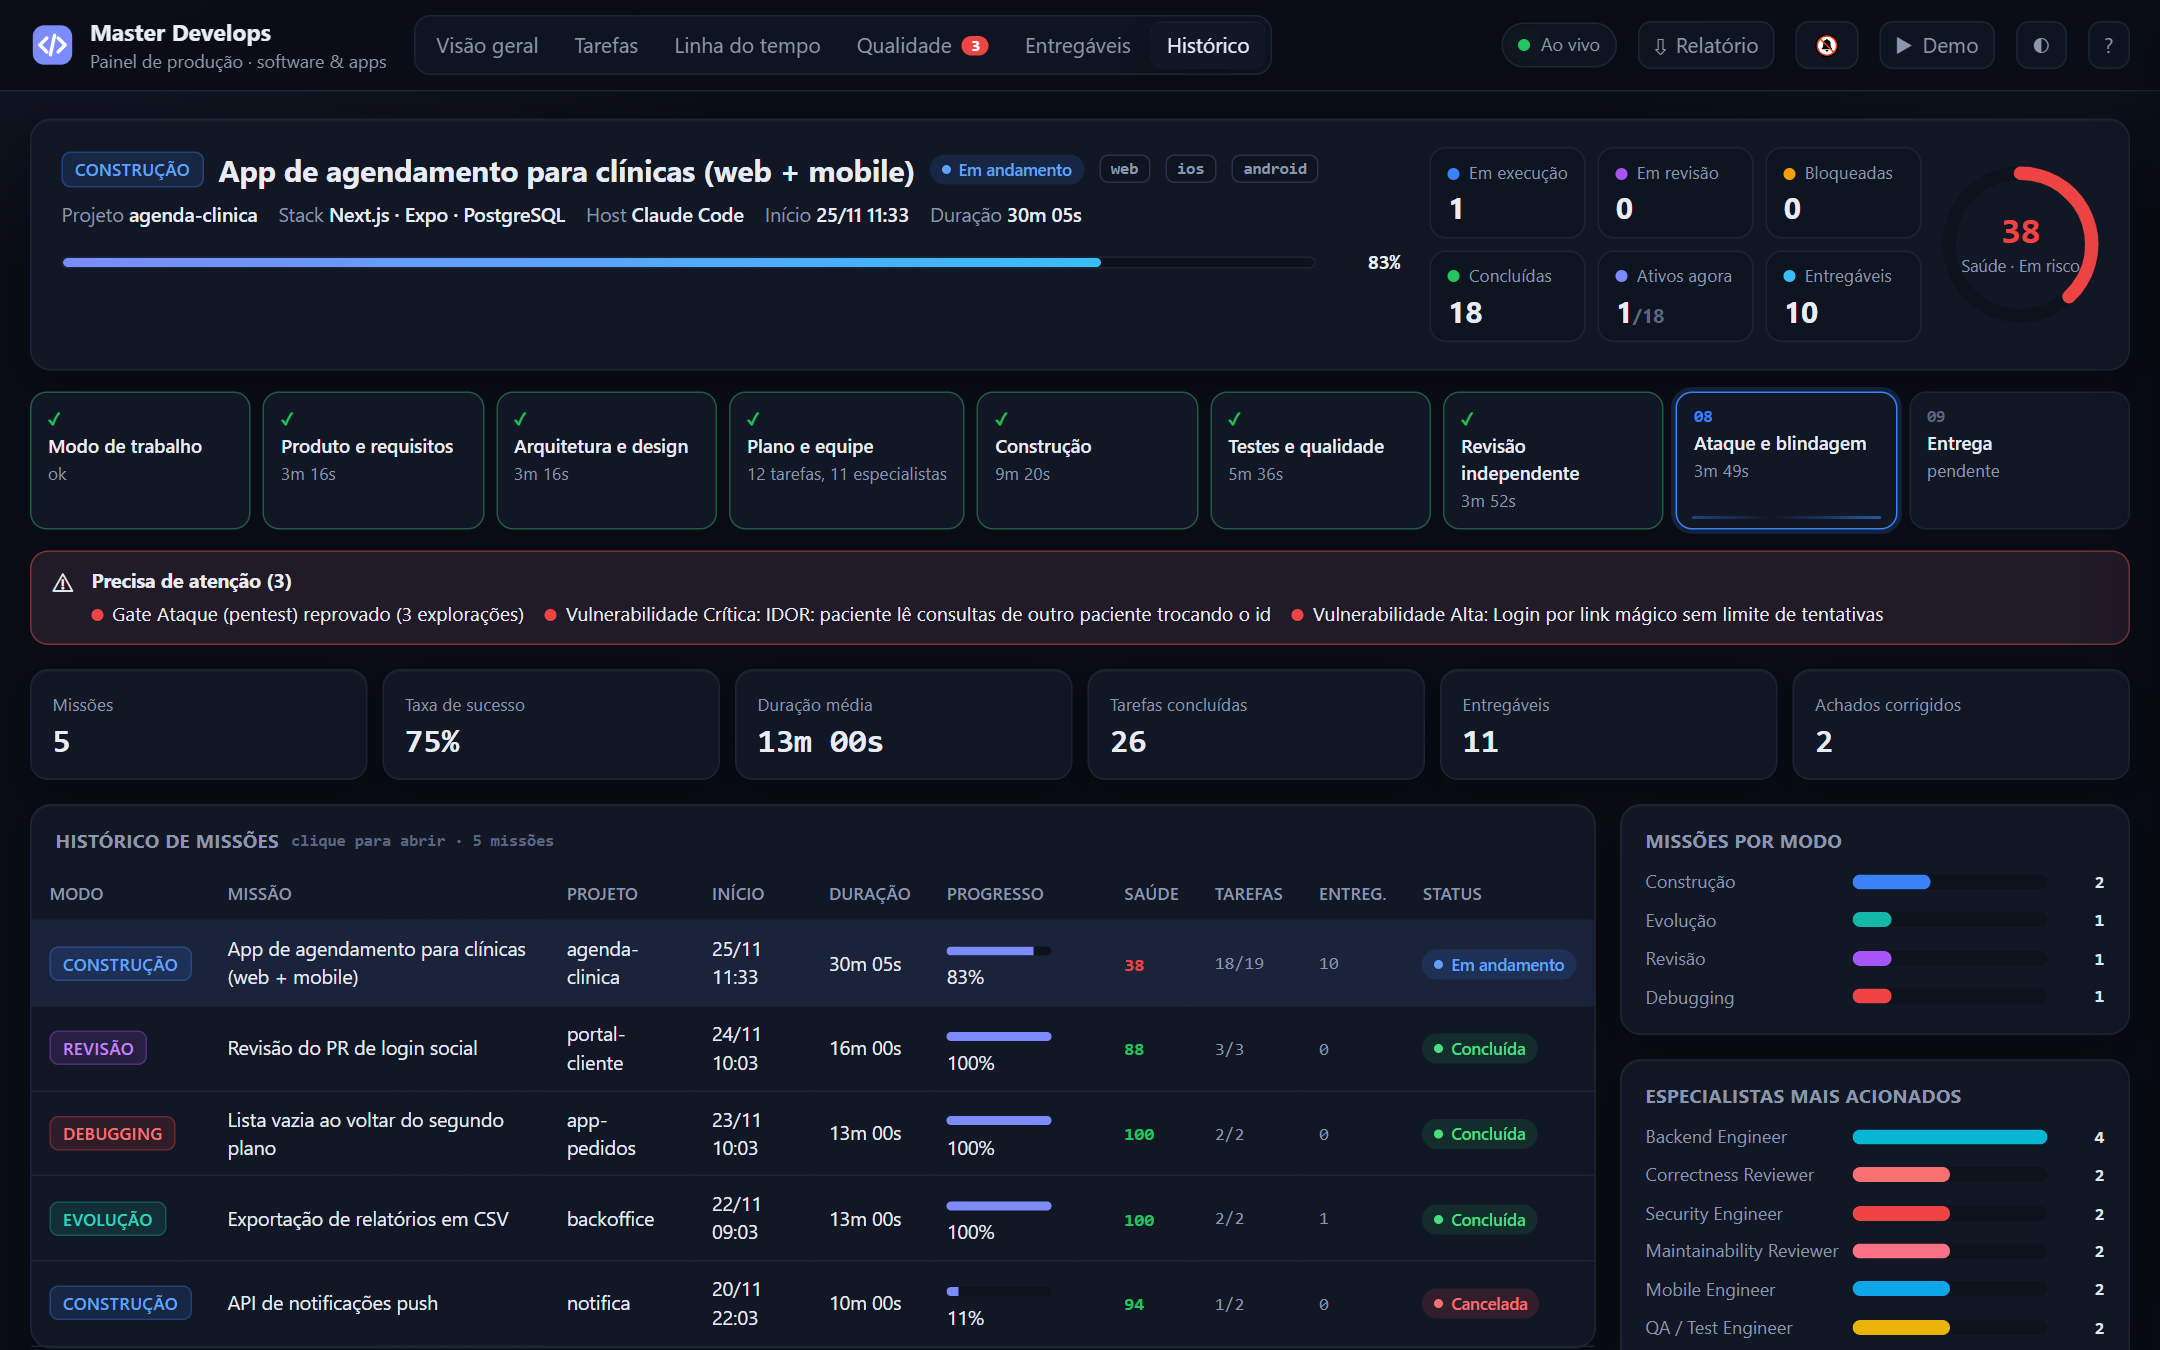 Master Develops
Painel de produção · software & apps
Visão geral
Tarefas
Linha do tempo
Qualidade 3
Entregáveis
Histórico
Ao vivo
⇩ Relatório
▶ Demo
?
CONSTRUÇÃO
App de agendamento para clínicas (web + mobile)
Em andamento
web
ios
android
Projeto agenda-clinica Stack Next.js · Expo · PostgreSQL Host Claude Code Início 25/11 11:33 Duração 30m 05s
83%
Em execução
1
Em revisão
0
Bloqueadas
0
Concluídas
18
Ativos agora
1/18
Entregáveis
10
38
Saúde · Em risco
✓
Modo de trabalho
ok
✓
Produto e requisitos
3m 16s
✓
Arquitetura e design
3m 16s
✓
Plano e equipe
12 tarefas, 11 especialistas
✓
Construção
9m 20s
✓
Testes e qualidade
5m 36s
✓
Revisão
independente
3m 52s
08
Ataque e blindagem
3m 49s
09
Entrega
pendente
⚠ Precisa de atenção (3)
Gate Ataque (pentest) reprovado (3 explorações) Vulnerabilidade Crítica: IDOR: paciente lê consultas de outro paciente trocando o id Vulnerabilidade Alta: Login por link mágico sem limite de tentativas
Missões
5
Taxa de sucesso
75%
Duração média
13m 00s
Tarefas concluídas
26
Entregáveis
11
Achados corrigidos
2
HISTÓRICO DE MISSÕES clique para abrir · 5 missões
MODO MISSÃO PROJETO INÍCIO DURAÇÃO PROGRESSO SAÚDE TAREFAS ENTREG. STATUS
CONSTRUÇÃO
App de agendamento para clínicas
(web + mobile)
agenda-
clinica
25/11
11:33
30m 05s
83%
38
18/19
10
Em andamento
REVISÃO
Revisão do PR de login social
portal-
cliente
24/11
10:03
16m 00s
100%
88
3/3
0
Concluída
DEBUGGING
Lista vazia ao voltar do segundo
plano
app-
pedidos
23/11
10:03
13m 00s
100%
100
2/2
0
Concluída
EVOLUÇÃO
Exportação de relatórios em CSV
backoffice
22/11
09:03
13m 00s
100%
100
2/2
1
Concluída
CONSTRUÇÃO
API de notificações push
notifica
20/11
22:03
10m 00s
11%
94
1/2
0
Cancelada
MISSÕES POR MODO
Construção 2
Evolução 1
Revisão 1
Debugging 1
ESPECIALISTAS MAIS ACIONADOS
Backend Engineer 4
Correctness Reviewer 2
Security Engineer 2
Maintainability Reviewer 2
Mobile Engineer 2
QA / Test Engineer 2